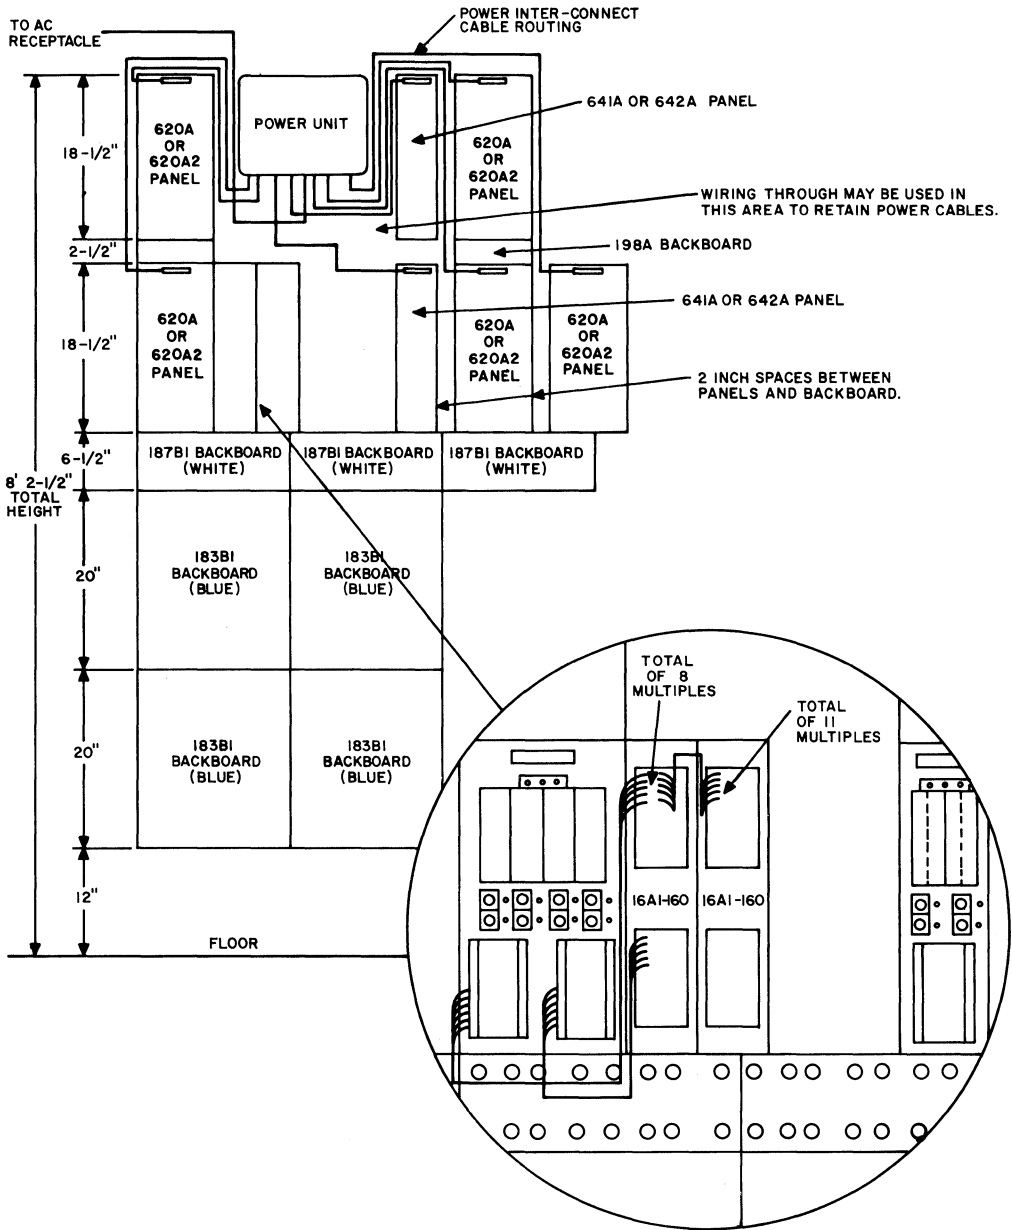 POWER INTER-CONNECT
CABLE ROUTING
TO AC
RECEPTACLE
POWER UNIT
641A OR 642A PANEL
620A
OR
620A2
PANEL
620A
OR
620A2
PANEL
18-1/2"
WIRING THROUGH MAY BE USED IN
THIS AREA TO RETAIN POWER CABLES.
2-1/2"
198A BACKBOARD
641A OR 642A PANEL
620A
OR
620A2
PANEL
620A
OR
620A2
PANEL
620A
OR
620A2
PANEL
18-1/2"
2 INCH SPACES BETWEEN
PANELS AND BACKBOARD.
6-1/2"
187B1 BACKBOARD
(WHITE)
187B1 BACKBOARD
(WHITE)
187B1 BACKBOARD
(WHITE)
8' 2-1/2"
TOTAL
HEIGHT
20"
183B1
BACKBOARD
(BLUE)
183B1
BACKBOARD
(BLUE)
20"
183B1
BACKBOARD
(BLUE)
183B1
BACKBOARD
(BLUE)
12"
FLOOR
TOTAL
OF 8
MULTIPLES
TOTAL
OF 11
MULTIPLES
16A1-160
16A1-160